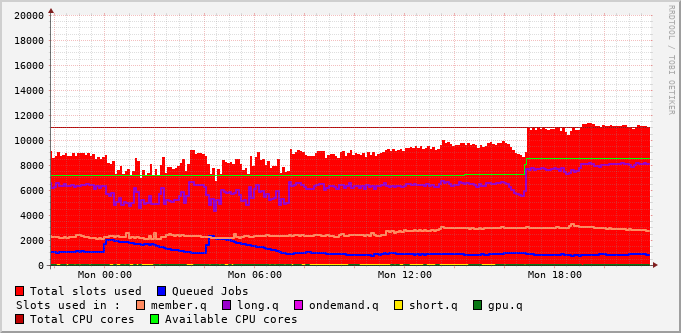 20000
18000
16000
14000
12000
10000
8000
6000
4000
2000
0
Mon 00:00 Mon 06:00 Mon 12:00 Mon 18:00
Total slots used Queued Jobs
Slots used in : member.q long.q ondemand.q short.q gpu.q
Total CPU cores Available CPU cores
RRDTOOL / TOBI OETIKER